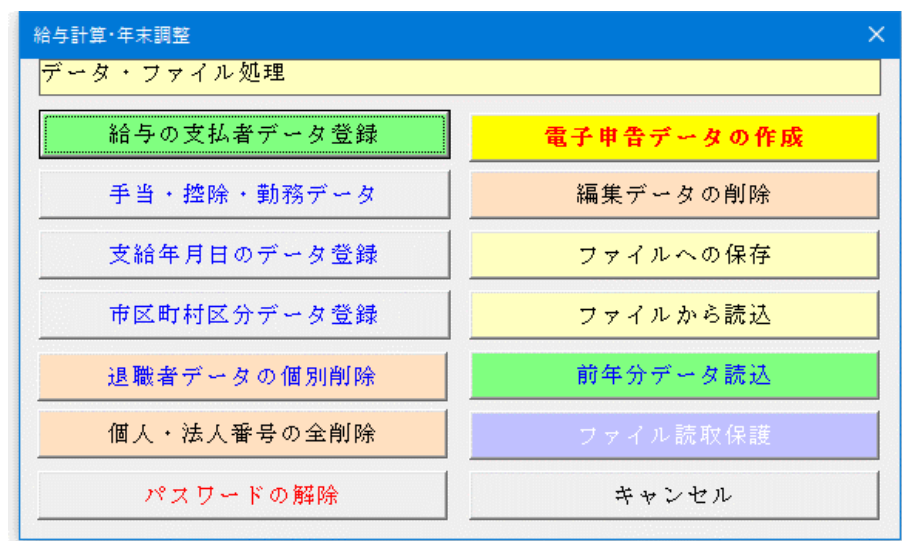 給与計算・年末調整
データ・ファイル処理
給与の支払者データ登録
電子申告データの作成
手当・控除・勤務データ
編集データの削除
支給年月日のデータ登録
ファイルへの保存
市区町村区分データ登録
ファイルから読込
退職者データの個別削除
前年分データ読込
個人・法人番号の全削除
ファイル読取保護
パスワードの解除
キャンセル